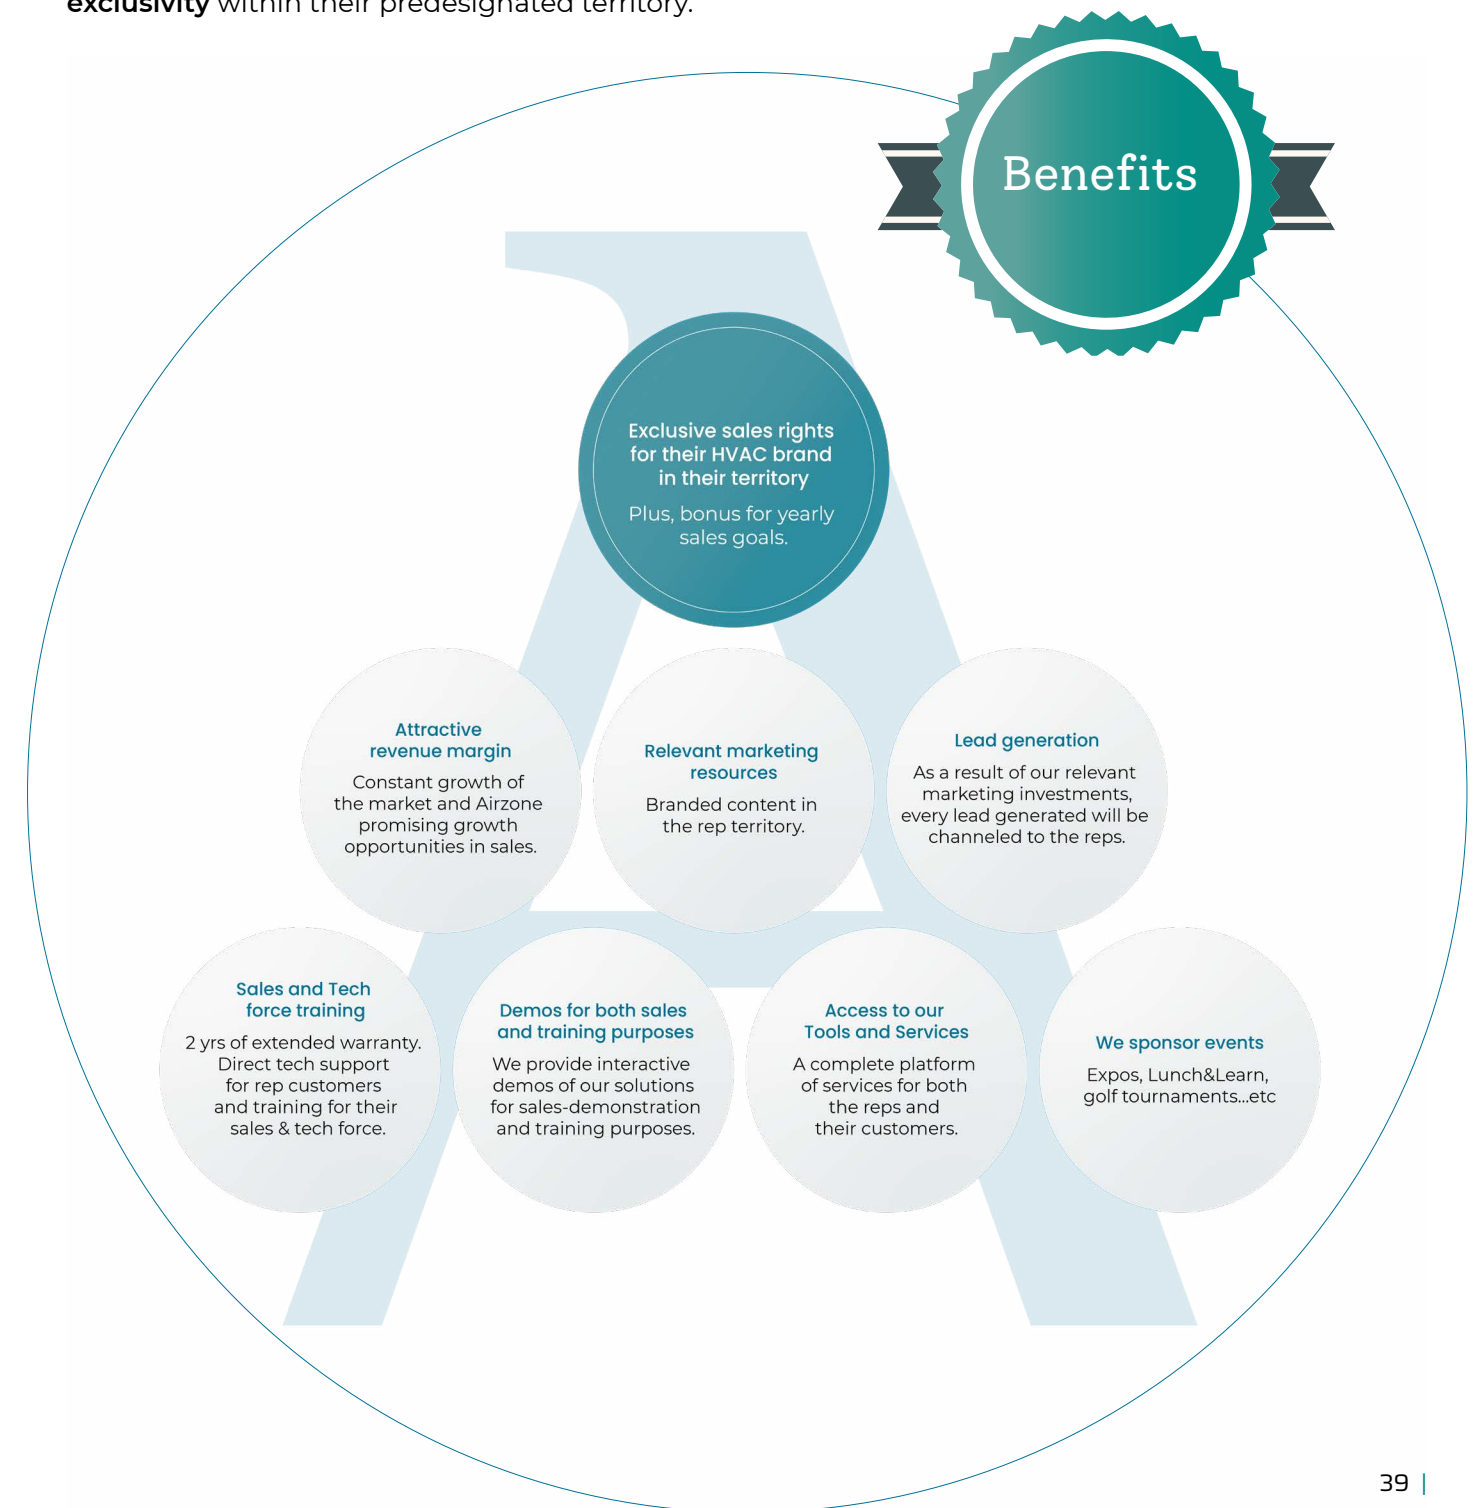 exclusivity within their predesignated territory.
Benefits
Exclusive sales rights
for their HVAC brand
in their territory
Plus, bonus for yearly
sales goals.
Attractive
revenue margin
Constant growth of
the market and Airzone
promising growth
opportunities in sales.
Relevant marketing
resources
Branded content in
the rep territory.
Lead generation
As a result of our relevant
marketing investments,
every lead generated will be
channeled to the reps.
Sales and Tech
force training
2 yrs of extended warranty.
Direct tech support
for rep customers
and training for their
sales & tech force.
Demos for both sales
and training purposes
We provide interactive
demos of our solutions
for sales-demonstration
and training purposes.
Access to our
Tools and Services
A complete platform
of services for both
the reps and
their customers.
We sponsor events
Expos, Lunch&Learn,
golf tournaments...etc
39 |